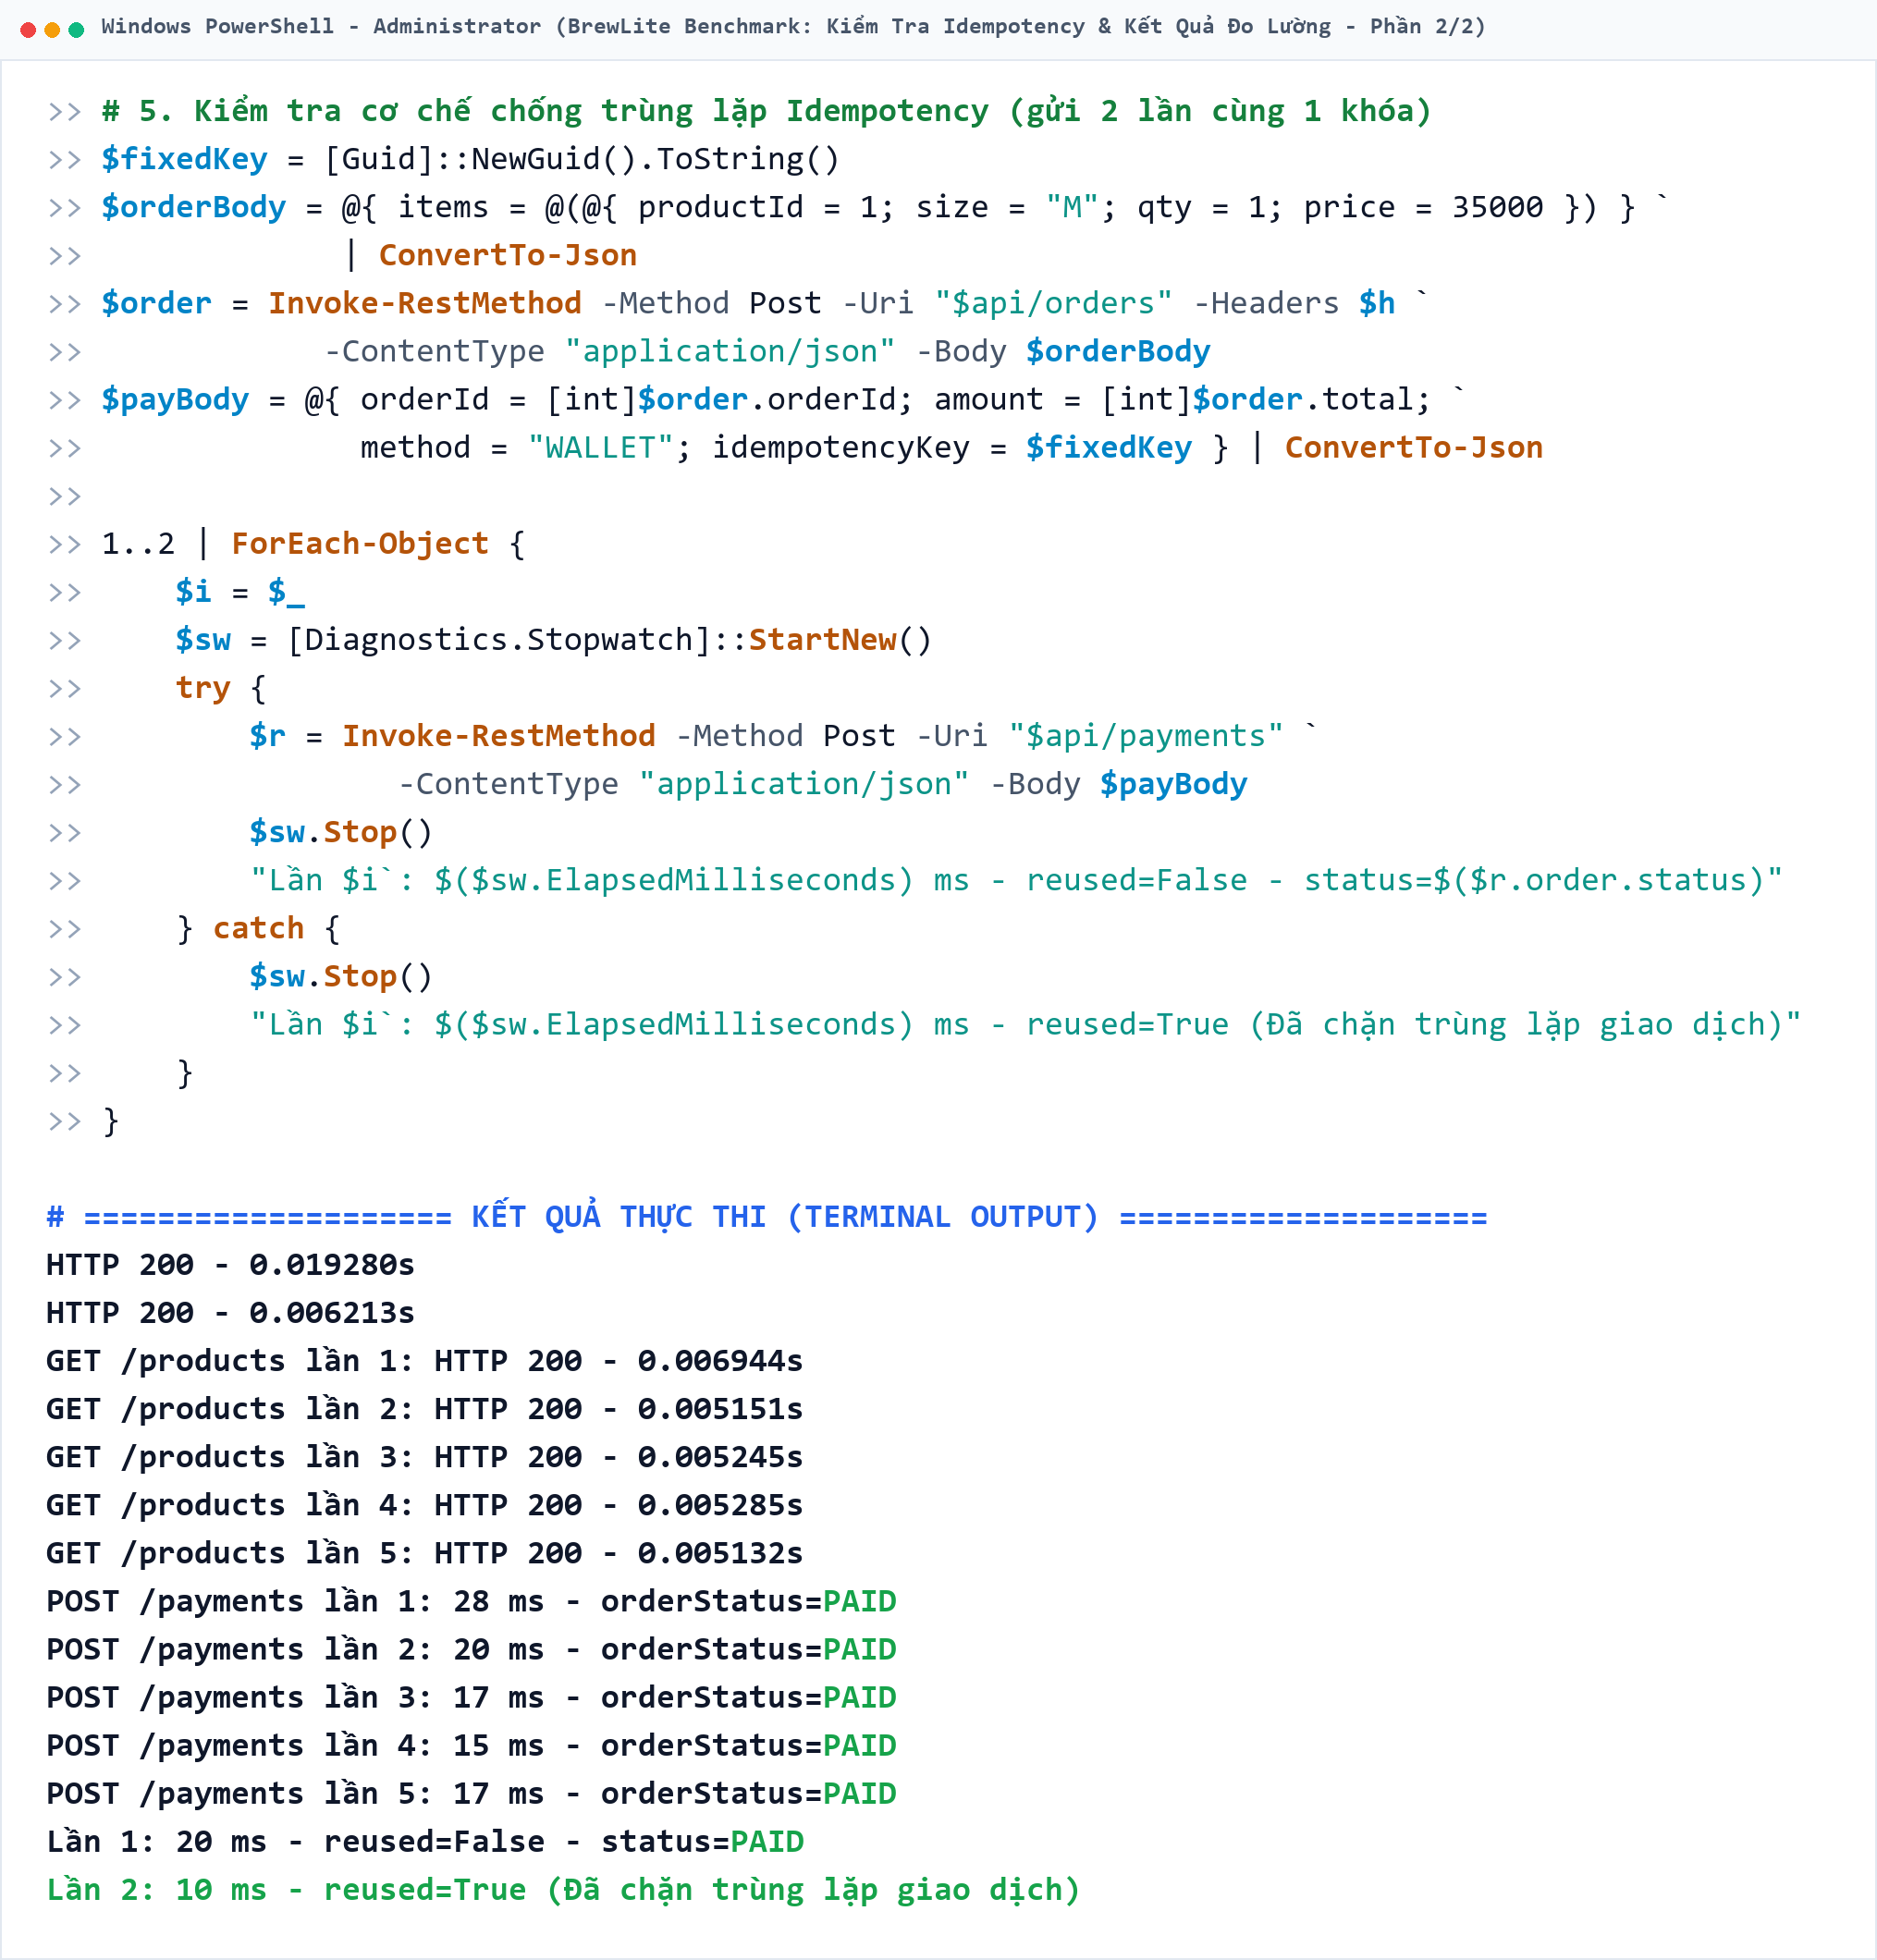 Windows PowerShell - Administrator (BrewLite Benchmark: Kiểm Tra Idempotency & Kết Quả Đo Lường - Phần 2/2)
>> # 5. Kiểm tra cơ chế chống trùng lặp Idempotency (gửi 2 lần cùng 1 khóa)
>> $fixedKey = [Guid]::NewGuid().ToString()
>> $orderBody = @{ items = @(@{ productId = 1; size = "M"; qty = 1; price = 35000 }) } `
>>              | ConvertTo-Json
>> $order = Invoke-RestMethod -Method Post -Uri "$api/orders" -Headers $h `
>>             -ContentType "application/json" -Body $orderBody
>> $payBody = @{ orderId = [int]$order.orderId; amount = [int]$order.total; `
>>               method = "WALLET"; idempotencyKey = $fixedKey } | ConvertTo-Json
>>
>> 1..2 | ForEach-Object {
>>     $i = $_
>>     $sw = [Diagnostics.Stopwatch]::StartNew()
>>     try {
>>         $r = Invoke-RestMethod -Method Post -Uri "$api/payments" `
>>                 -ContentType "application/json" -Body $payBody
>>         $sw.Stop()
>>         "Lần $i`: $($sw.ElapsedMilliseconds) ms - reused=False - status=$($r.order.status)"
>>     } catch {
>>         $sw.Stop()
>>         "Lần $i`: $($sw.ElapsedMilliseconds) ms - reused=True (Đã chặn trùng lặp giao dịch)"
>>     }
>> }
# ==================== KẾT QUẢ THỰC THI (TERMINAL OUTPUT) ====================
HTTP 200 - 0.019280s
HTTP 200 - 0.006213s
GET /products lần 1: HTTP 200 - 0.006944s
GET /products lần 2: HTTP 200 - 0.005151s
GET /products lần 3: HTTP 200 - 0.005245s
GET /products lần 4: HTTP 200 - 0.005285s
GET /products lần 5: HTTP 200 - 0.005132s
POST /payments lần 1: 28 ms - orderStatus=PAID
POST /payments lần 2: 20 ms - orderStatus=PAID
POST /payments lần 3: 17 ms - orderStatus=PAID
POST /payments lần 4: 15 ms - orderStatus=PAID
POST /payments lần 5: 17 ms - orderStatus=PAID
Lần 1: 20 ms - reused=False - status=PAID
Lần 2: 10 ms - reused=True (Đã chặn trùng lặp giao dịch)